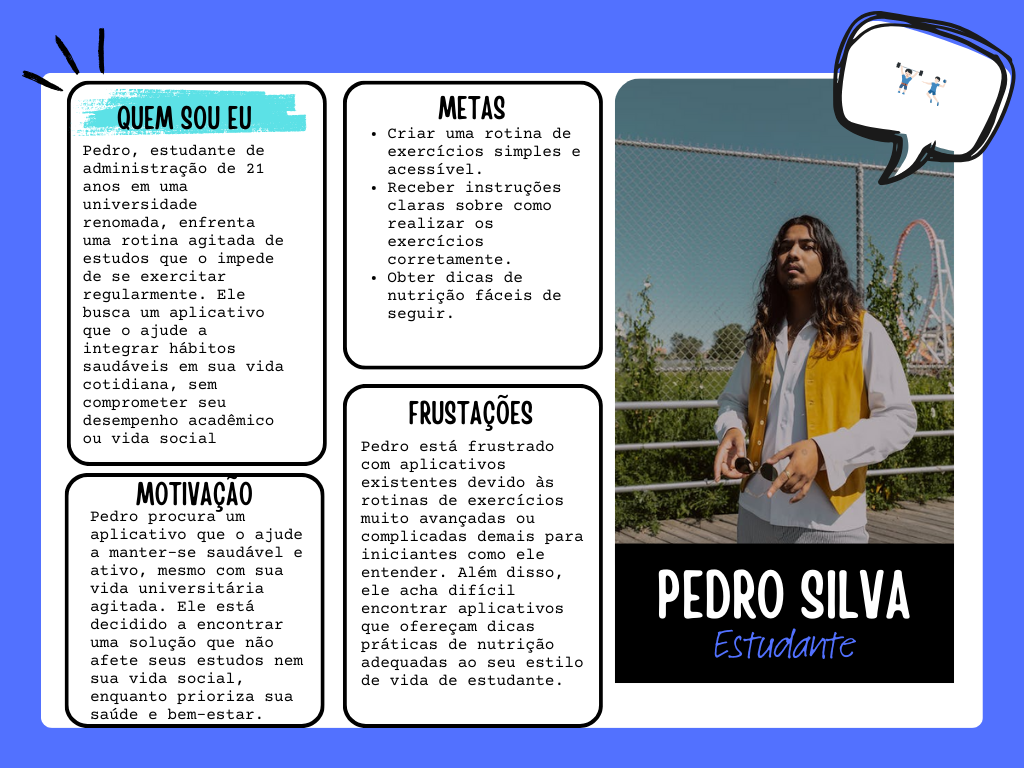 QUEM SOU EU
Pedro, estudante de
administração de 21
anos em uma
universidade
renomada, enfrenta
uma rotina agitada de
estudos que o impede
de se exercitar
regularmente. Ele
busca um aplicativo
que o ajude a
integrar hábitos
saudáveis em sua vida
cotidiana, sem
comprometer seu
desempenho acadêmico
ou vida social
MOTIVAÇÃO
Pedro procura um
aplicativo que o ajude
a manter-se saudável e
ativo, mesmo com sua
vida universitária
agitada. Ele está
decidido a encontrar
uma solução que não
afete seus estudos nem
sua vida social,
enquanto prioriza sua
saúde e bem-estar.
METAS
• Criar uma rotina de
exercícios simples e
acessível.
• Receber instruções
claras sobre como
realizar os
exercícios
corretamente.
• Obter dicas de
nutrição fáceis de
seguir.
FRUSTAÇÕES
Pedro está frustrado
com aplicativos
existentes devido às
rotinas de exercícios
muito avançadas ou
complicadas demais para
iniciantes como ele
entender. Além disso,
ele acha difícil
encontrar aplicativos
que ofereçam dicas
práticas de nutrição
adequadas ao seu estilo
de vida de estudante.
PEDRO SILVA
Estudante